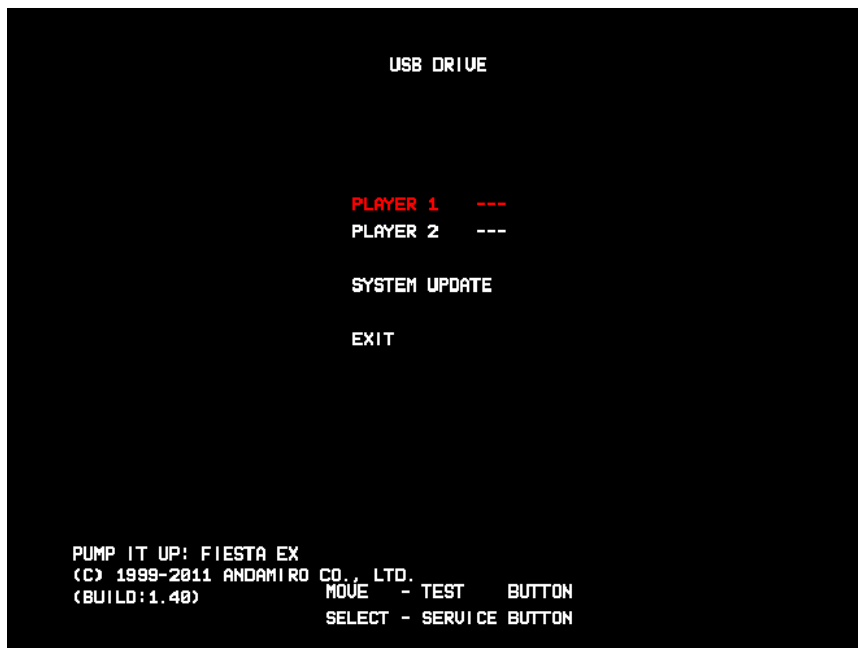 USB DRIVE
PLAYER 1 ---
PLAYER 2 ---
SYSTEM UPDATE
EXIT
PUMP IT UP: FIESTA EX
(C) 1999-2011 ANDAMIRO CO., LTD.
(BUILD:1.40)
MOVE - TEST BUTTON
SELECT - SERVICE BUTTON